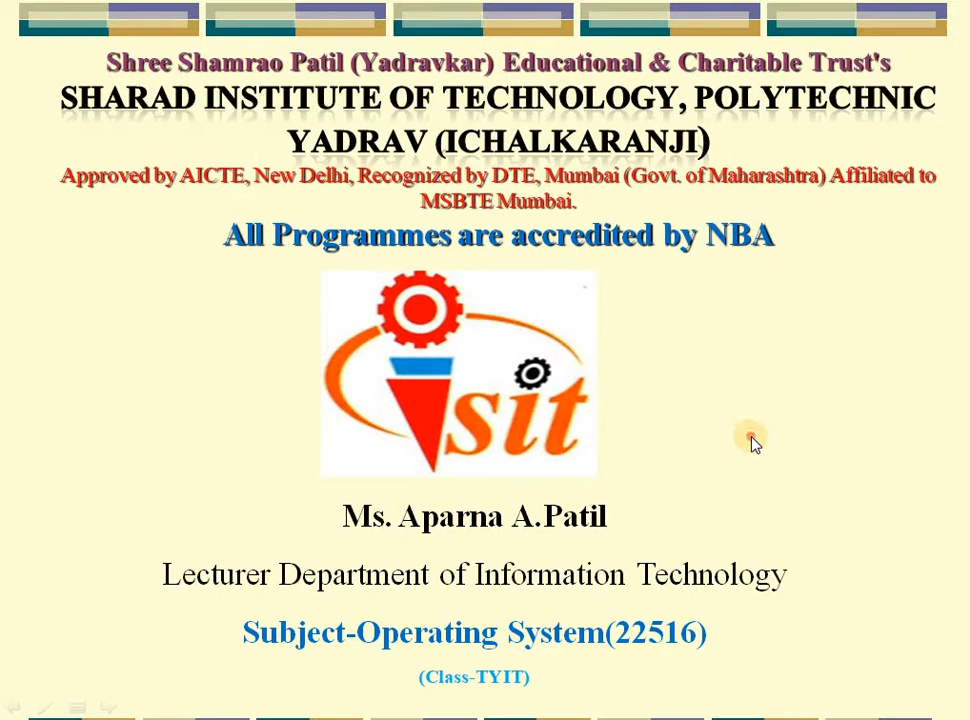 Shree Shamrao Patil (Yadravkar) Educational & Charitable Trust's
SHARAD INSTITUTE OF TECHNOLOGY, POLYTECHNIC
YADRAV (ICHALKARANJI)
Approved by AICTE, New Delhi, Recognized by DTE, Mumbai (Govt. of Maharashtra) Affiliated to
MSBTE Mumbai.
All Programmes are accredited by NBA
isit
Ms. Aparna A.Patil
Lecturer Department of Information Technology
Subject-Operating System(22516)
(Class-TYIT)